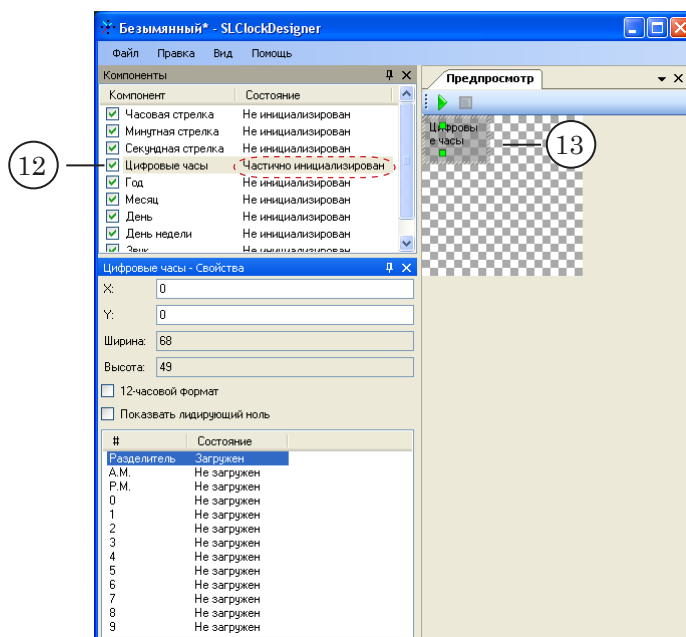 Безымянный* - SLClockDesigner
Файл Правка Вид Помощь
Компоненты
Компонент Состояние
Часовая стрелка Не инициализирован
Минутная стрелка Не инициализирован
Секундная стрелка Не инициализирован
12 Цифровые часы Частично инициализирован
Год Не инициализирован
Месяц Не инициализирован
День Не инициализирован
День недели Не инициализирован
Звук Не инициализирован
Предпросмотр
Цифровы
е часы
13
Цифровые часы - Свойства
X: 0
Y: 0
Ширина: 68
Высота: 49
12-часовой формат
Показвать лидирующий ноль
# Состояние
Разделитель Загружен
A.M. Не загружен
P.M. Не загружен
0 Не загружен
1 Не загружен
2 Не загружен
3 Не загружен
4 Не загружен
5 Не загружен
6 Не загружен
7 Не загружен
8 Не загружен
9 Не загружен